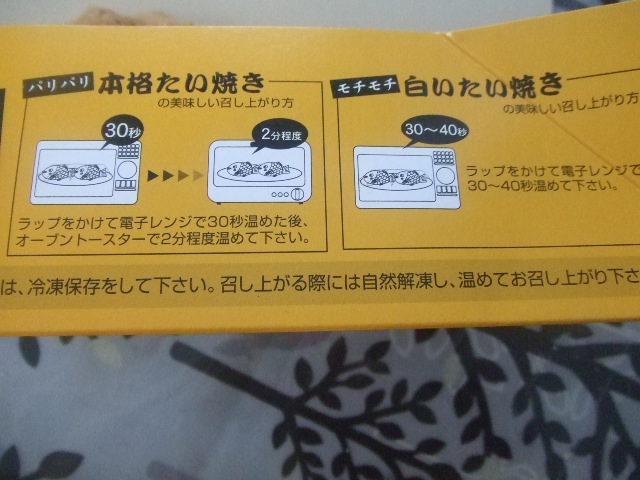 パリパリ 本格たい焼き
の美味しい召し上がり方
30秒
2分程度
ラップをかけて電子レンジで30秒温めた後、
オーブントースターで2分程度温めて下さい。
モチモチ 白いたい焼き
の美味しい召し上がり方
30〜40秒
ラップをかけて電子レンジで
30〜40秒温めて下さい。
は、冷凍保存をして下さい。召し上がる際には自然解凍し、温めてお召し上がり下さ